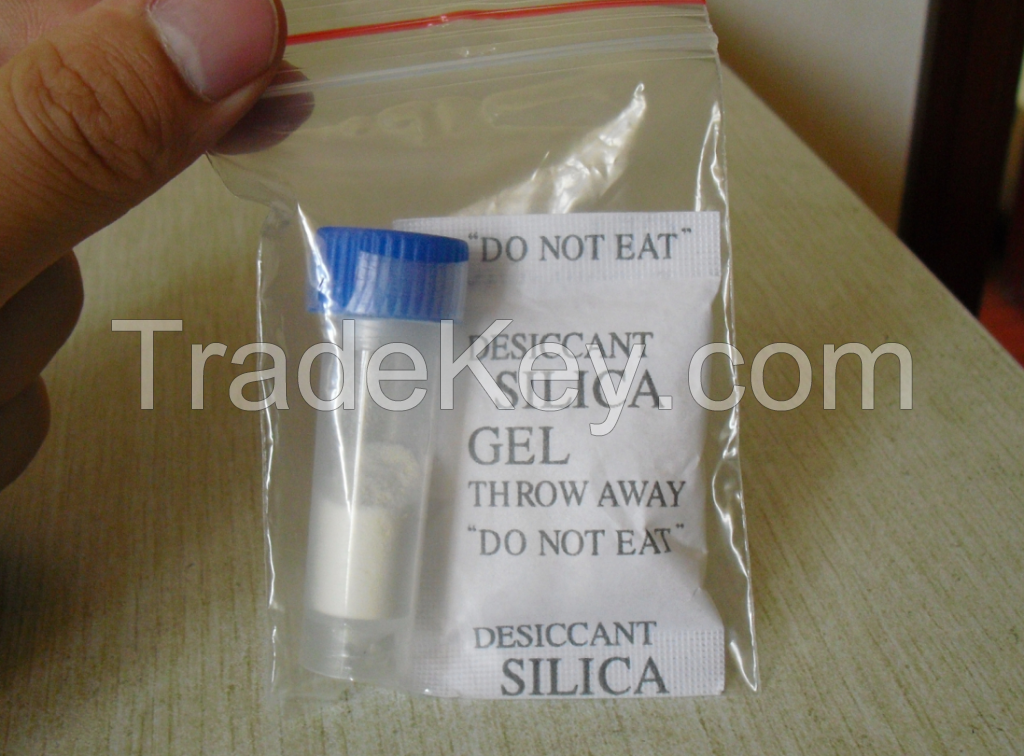 "DO NOT EAT"
DESICCANT
SILICA
GEL
THROW AWAY
"DO NOT EAT"
DESICCANT
SILICA
TradeKey.com